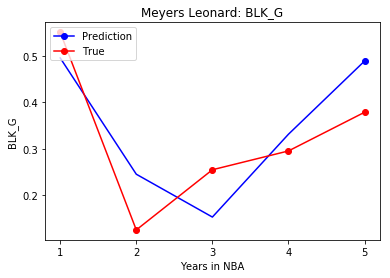 Meyers Leonard: BLK_G
Prediction
True
0.5
0.4
0.3
0.2
BLK_G
1 2 3 4 5
Years in NBA